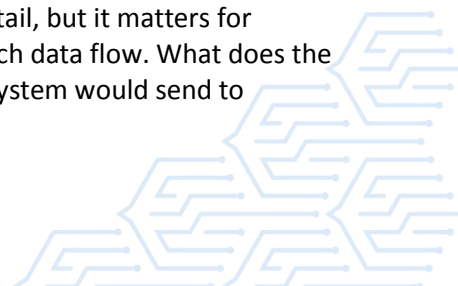 tail, but it matters for
ch data flow. What does the
ystem would send to